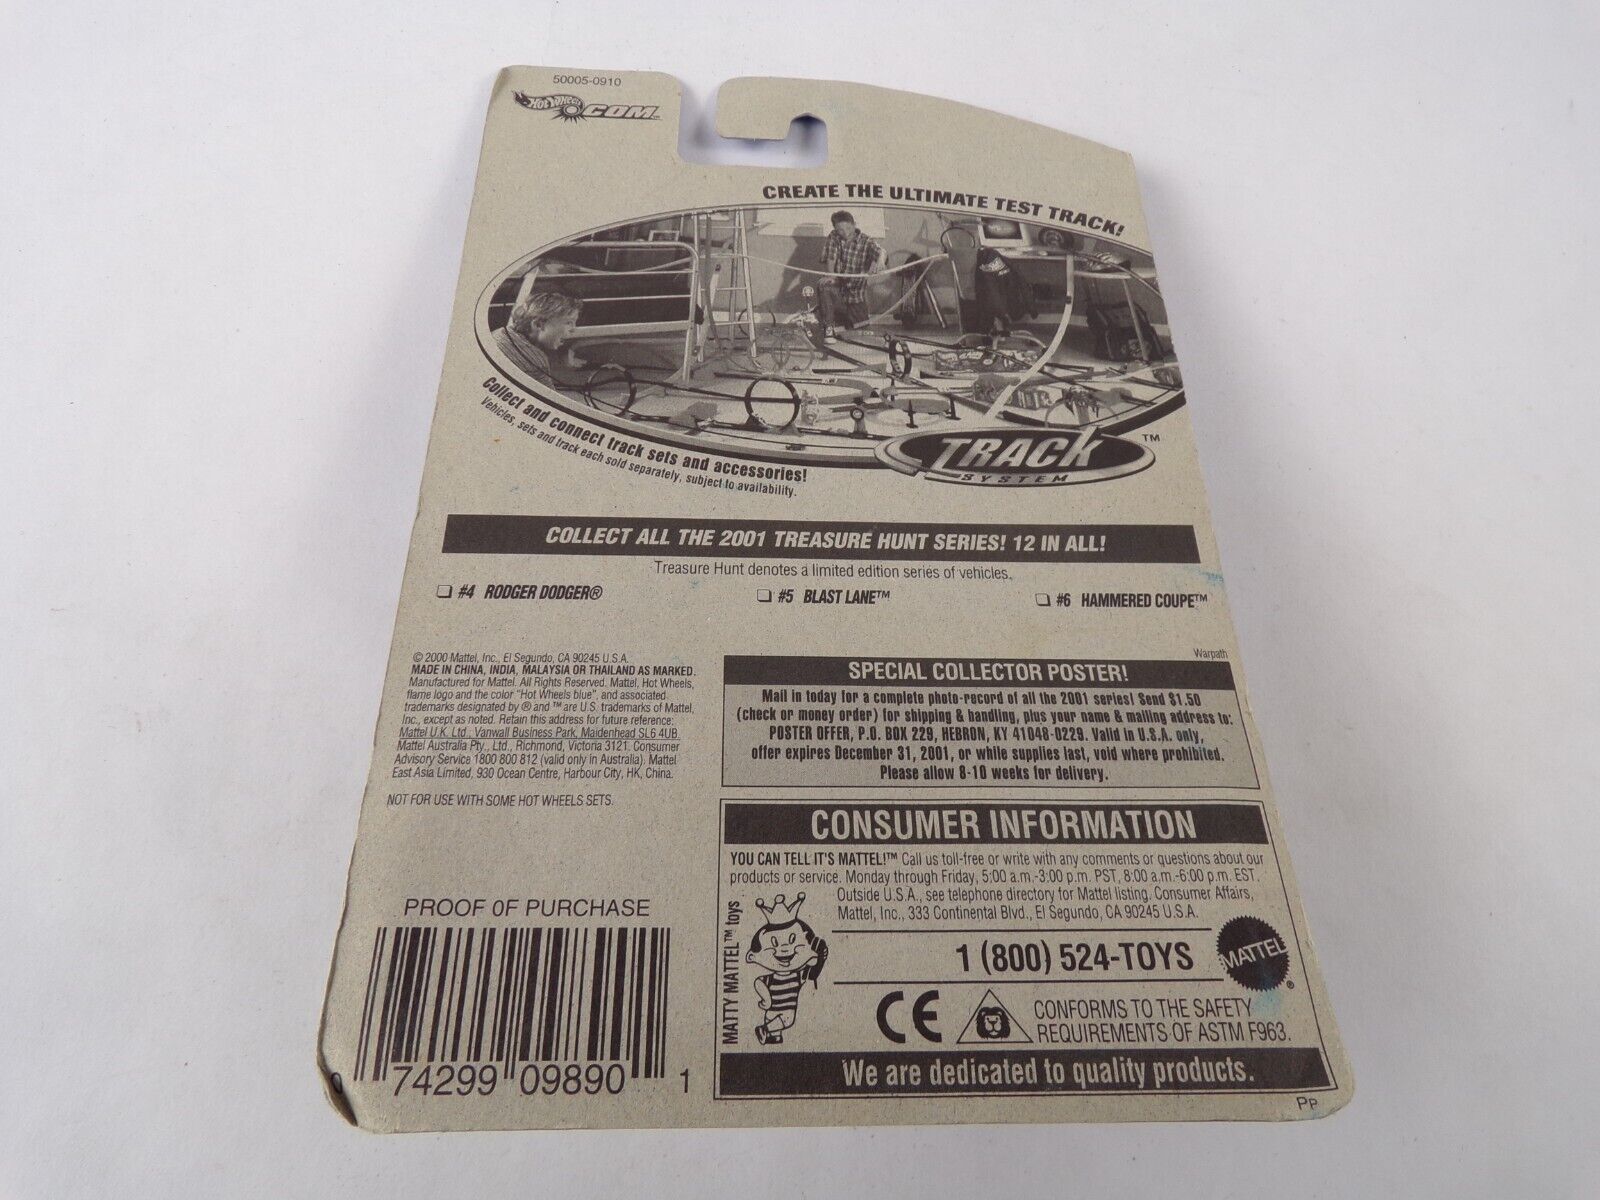 50005-0910
HOT WHEELS .COM™
CREATE THE ULTIMATE TEST TRACK!
Collect and connect track sets and accessories!
Vehicles, sets and track each sold separately, subject to availability.
TRACK ™
SYSTEM
COLLECT ALL THE 2001 TREASURE HUNT SERIES! 12 IN ALL!
Treasure Hunt denotes a limited edition series of vehicles.
#4 RODGER DODGER®
#5 BLAST LANE™
#6 HAMMERED COUPE™
© 2000 Mattel, Inc., El Segundo, CA 90245 U.S.A.
MADE IN CHINA, INDIA, MALAYSIA OR THAILAND AS MARKED.
Manufactured for Mattel. All Rights Reserved. Mattel, Hot Wheels,
flame logo and the color "Hot Wheels blue", and associated
trademarks designated by ® and ™ are U.S. trademarks of Mattel,
Inc., except as noted. Retain this address for future reference:
Mattel U.K. Ltd., Vanwall Business Park, Maidenhead SL6 4UB.
Mattel Australia Pty., Ltd., Richmond, Victoria 3121. Consumer
Advisory Service 1800 800 812 (valid only in Australia). Mattel
East Asia Limited, 930 Ocean Centre, Harbour City, HK, China.
NOT FOR USE WITH SOME HOT WHEELS SETS.
Warpath
SPECIAL COLLECTOR POSTER!
Mail in today for a complete photo-record of all the 2001 series! Send $1.50
(check or money order) for shipping & handling, plus your name & mailing address to:
POSTER OFFER, P.O. BOX 229, HEBRON, KY 41048-0229. Valid in U.S.A. only,
offer expires December 31, 2001, or while supplies last, void where prohibited.
Please allow 8-10 weeks for delivery.
CONSUMER INFORMATION
YOU CAN TELL IT'S MATTEL!™ Call us toll-free or write with any comments or questions about our
products or service. Monday through Friday, 5:00 a.m.-3:00 p.m. PST, 8:00 a.m.-6:00 p.m. EST.
Outside U.S.A., see telephone directory for Mattel listing. Consumer Affairs,
Mattel, Inc., 333 Continental Blvd., El Segundo, CA 90245 U.S.A.
MATTY MATTEL™ toys
1 (800) 524-TOYS
MATTEL ®
CE
CONFORMS TO THE SAFETY
REQUIREMENTS OF ASTM F963.
We are dedicated to quality products.
PP
PROOF OF PURCHASE
74299 09890 1